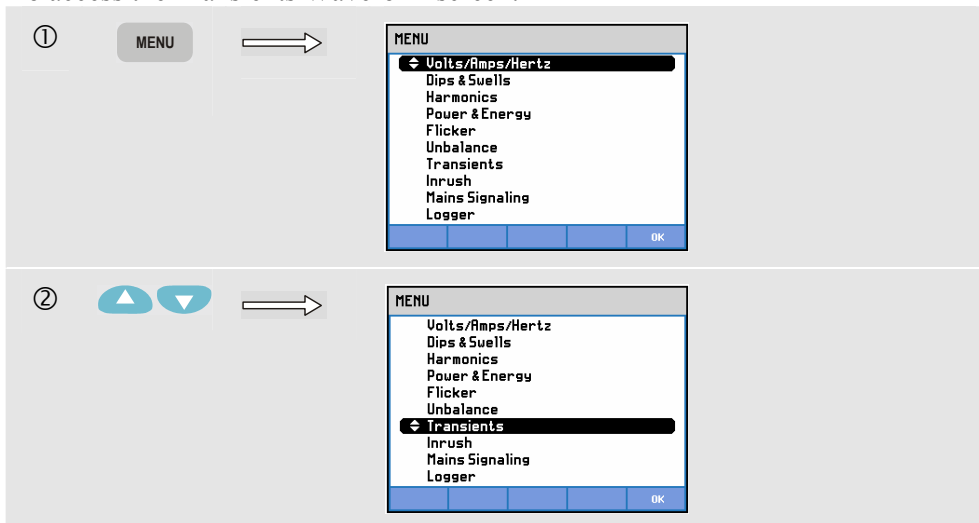 ①
MENU
MENU
Volts/Amps/Hertz
Dips & Swells
Harmonics
Power & Energy
Flicker
Unbalance
Transients
Inrush
Mains Signaling
Logger
OK
②
MENU
Volts/Amps/Hertz
Dips & Swells
Harmonics
Power & Energy
Flicker
Unbalance
Transients
Inrush
Mains Signaling
Logger
OK